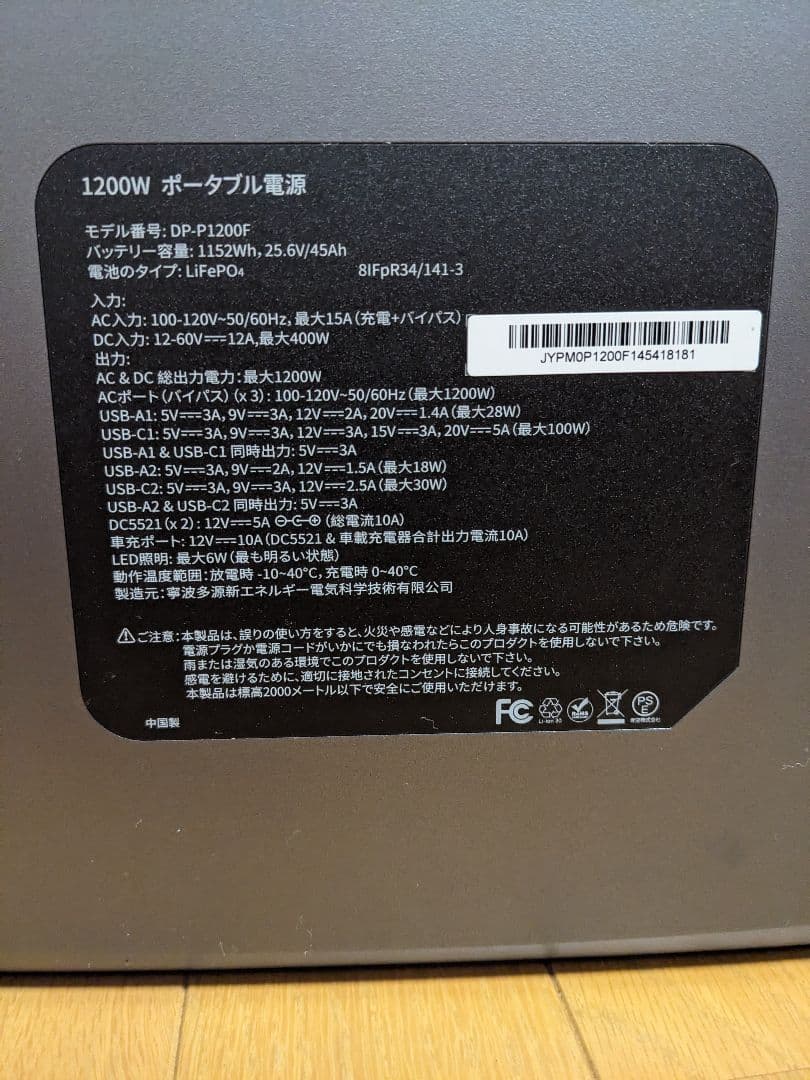 1200W ポータブル電源
モデル番号: DP-P1200F
バッテリー容量: 1152Wh, 25.6V/45Ah
電池のタイプ: LiFePO₄ 8IFpR34/141-3
入力:
AC入力: 100-120V~50/60Hz, 最大15A (充電+バイパス)
DC入力: 12-60V⎓12A,最大400W
JYPM0P1200F145418181
出力:
AC & DC 総出力電力: 最大1200W
ACポート (バイパス) (x 3) : 100-120V~50/60Hz (最大1200W)
USB-A1: 5V⎓3A, 9V⎓3A, 12V⎓2A, 20V⎓1.4A (最大28W)
USB-C1: 5V⎓3A, 9V⎓3A, 12V⎓3A, 15V⎓3A, 20V⎓5A (最大100W)
USB-A1 & USB-C1 同時出力: 5V⎓3A
USB-A2: 5V⎓3A, 9V⎓2A, 12V⎓1.5A (最大18W)
USB-C2: 5V⎓3A, 9V⎓3A, 12V⎓2.5A (最大30W)
USB-A2 & USB-C2 同時出力: 5V⎓3A
DC5521 (x 2) : 12V⎓5A (総電流10A)
車充ポート: 12V⎓10A (DC5521 & 車載充電器合計出力電流10A)
LED照明: 最大6W (最も明るい状態)
動作温度範囲: 放電時 -10~40°C, 充電時 0~40°C
製造元: 寧波多源新エネルギー電気科学技術有限公司
⚠ご注意: 本製品は、誤りの使い方をすると、火災や感電などにより人身事故になる可能性があるため危険です。
電源プラグか電源コードがいかにでも損なわれたらこのプロダクトを使用しないで下さい。
雨または湿気のある環境でこのプロダクトを使用しないで下さい。
感電を避けるために、適切に接地されたコンセントに接続してください。
本製品は標高2000メートル以下で安全にご使用いただけます。
中国製
FC
Li-ion 00
RoHS
PS
E